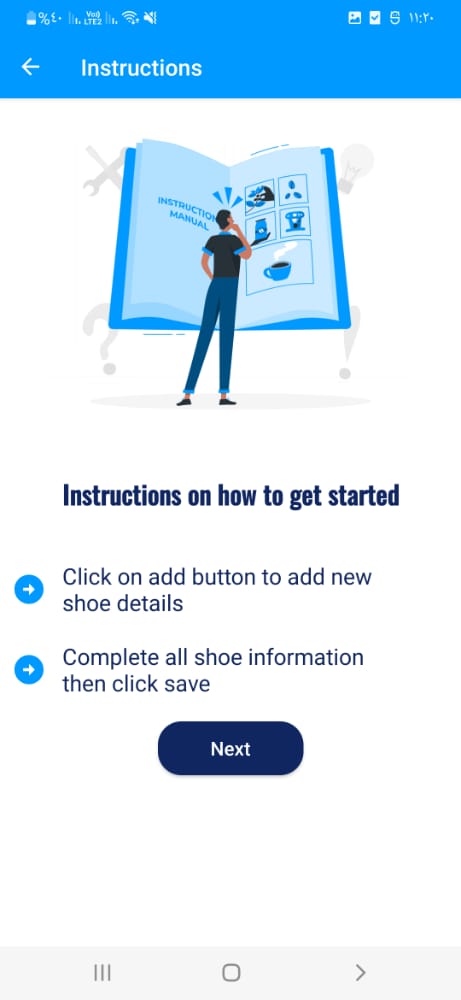 %٤٠ Vo)) LTE2 ١١:٢٠
Instructions
INSTRUCTION
MANUAL
Instructions on how to get started
Click on add button to add new
shoe details
Complete all shoe information
then click save
Next